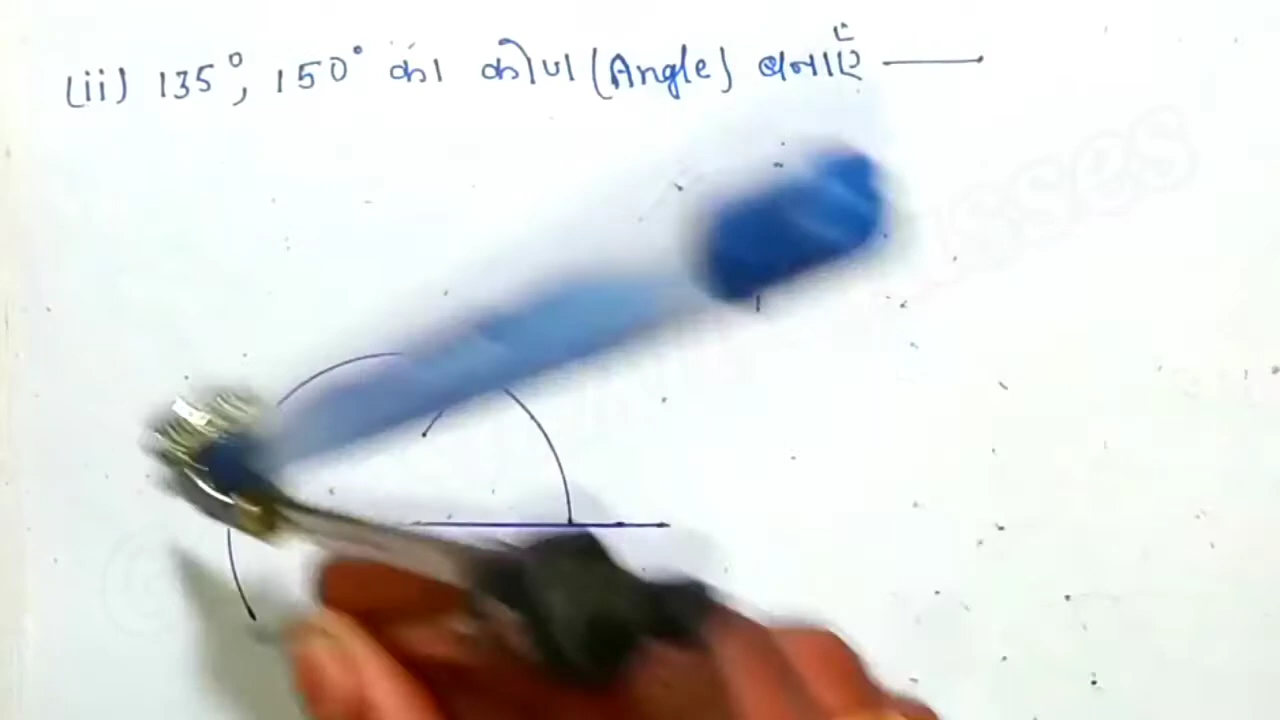 (ii) 135°, 150° का कोण (Angle) बनाएँ —